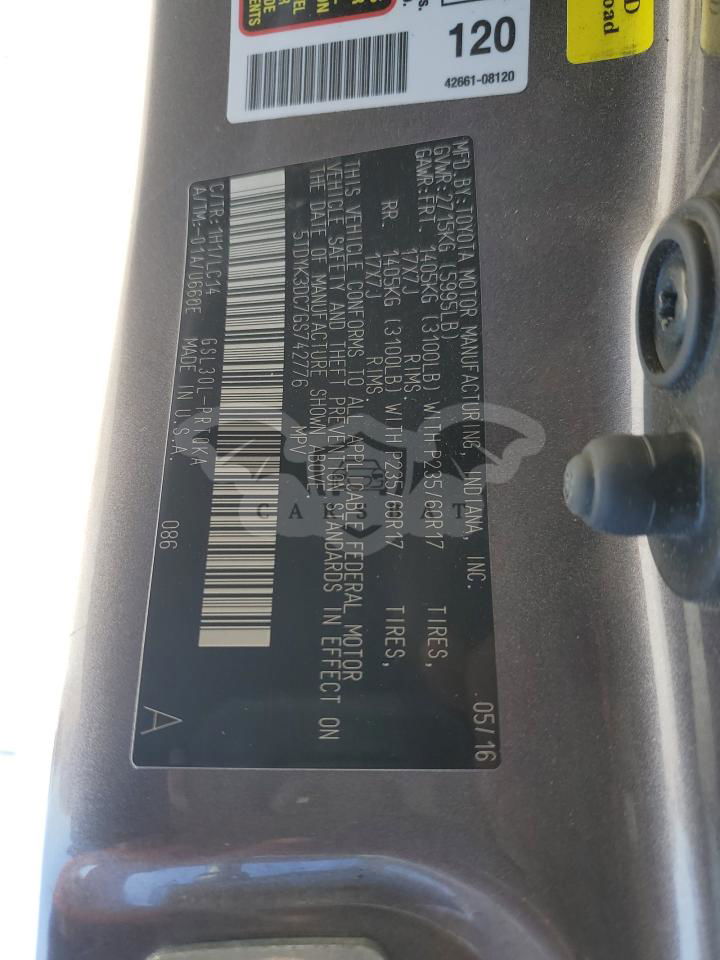 120
42661-08120
MFD BY:TOYOTA MOTOR MANUFACTURING, INDIANA, INC. 05/16
GVWR:2715KG (5995LB)
GAWR:FRT. 1405KG (3100LB) WITH P235/60R17 TIRES,
17X7J RIMS,
RR. 1405KG (3100LB) WITH P235/60R17 TIRES,
17X7J RIMS.
THIS VEHICLE CONFORMS TO ALL APPLICABLE FEDERAL MOTOR
VEHICLE SAFETY AND THEFT PREVENTION STANDARDS IN EFFECT ON
THE DATE OF MANUFACTURE SHOWN ABOVE.
5TDYK3DC7GS742776 MPV
C/TR:1H1/LC14 GSL30L-PRTQKA 086
A/TM:-01A/U660E MADE IN U.S.A. A
oad